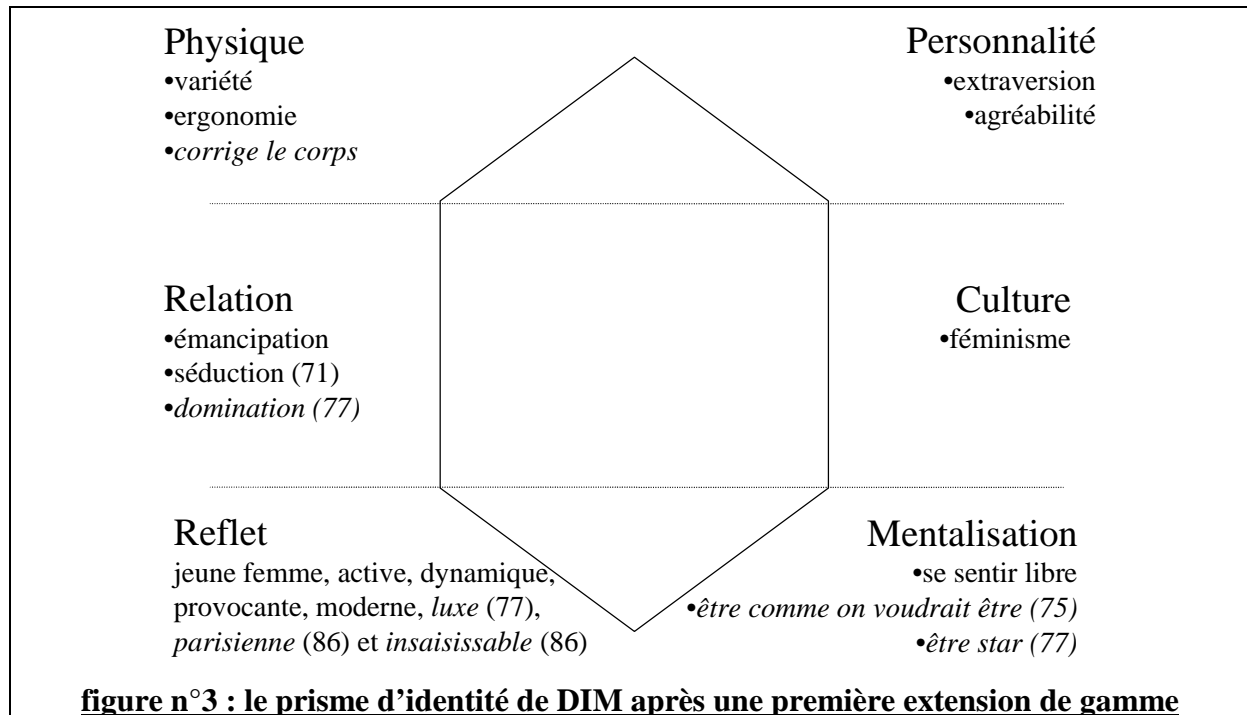 Physique
•variété
•ergonomie
•corrige le corps
Personnalité
•extraversion
•agréabilité
Relation
•émancipation
•séduction (71)
•domination (77)
Culture
•féminisme
Reflet
jeune femme, active, dynamique,
provocante, moderne, luxe (77),
parisienne (86) et insaisissable (86)
Mentalisation
•se sentir libre
•être comme on voudrait être (75)
•être star (77)
figure n°3 : le prisme d'identité de DIM après une première extension de gamme